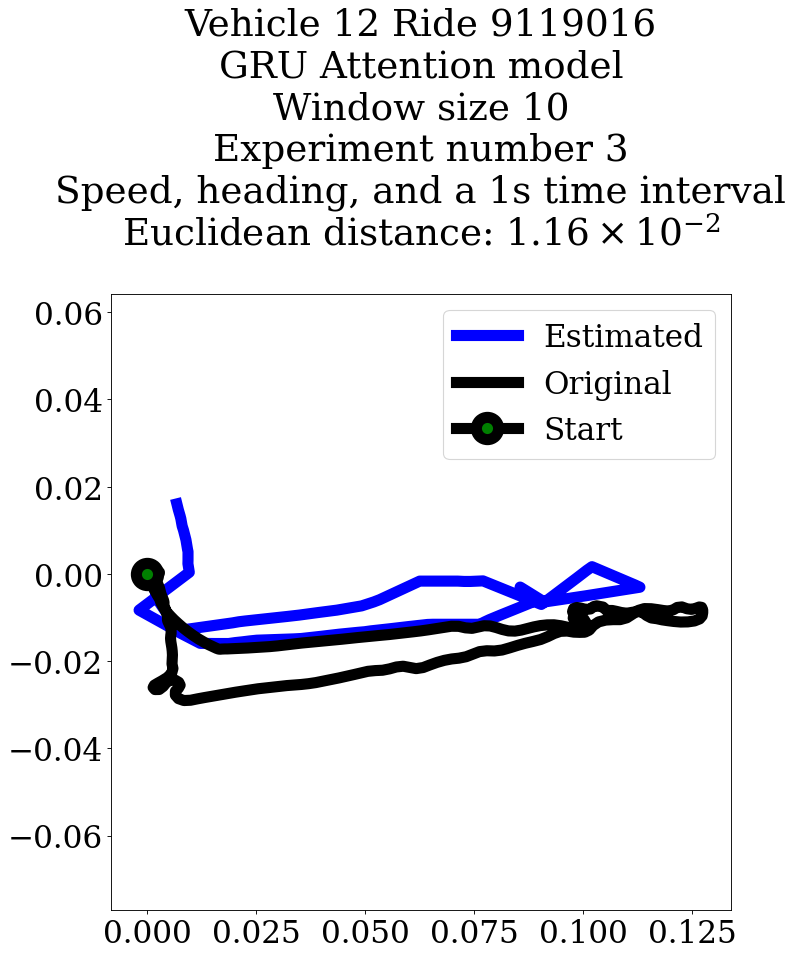 Vehicle 12 Ride 9119016
GRU Attention model
Window size 10
Experiment number 3
Speed, heading, and a 1s time interval
Euclidean distance: 1.16 × 10⁻²
Estimated
Original
Start
0.06
0.04
0.02
0.00
−0.02
−0.04
−0.06
0.000 0.025 0.050 0.075 0.100 0.125